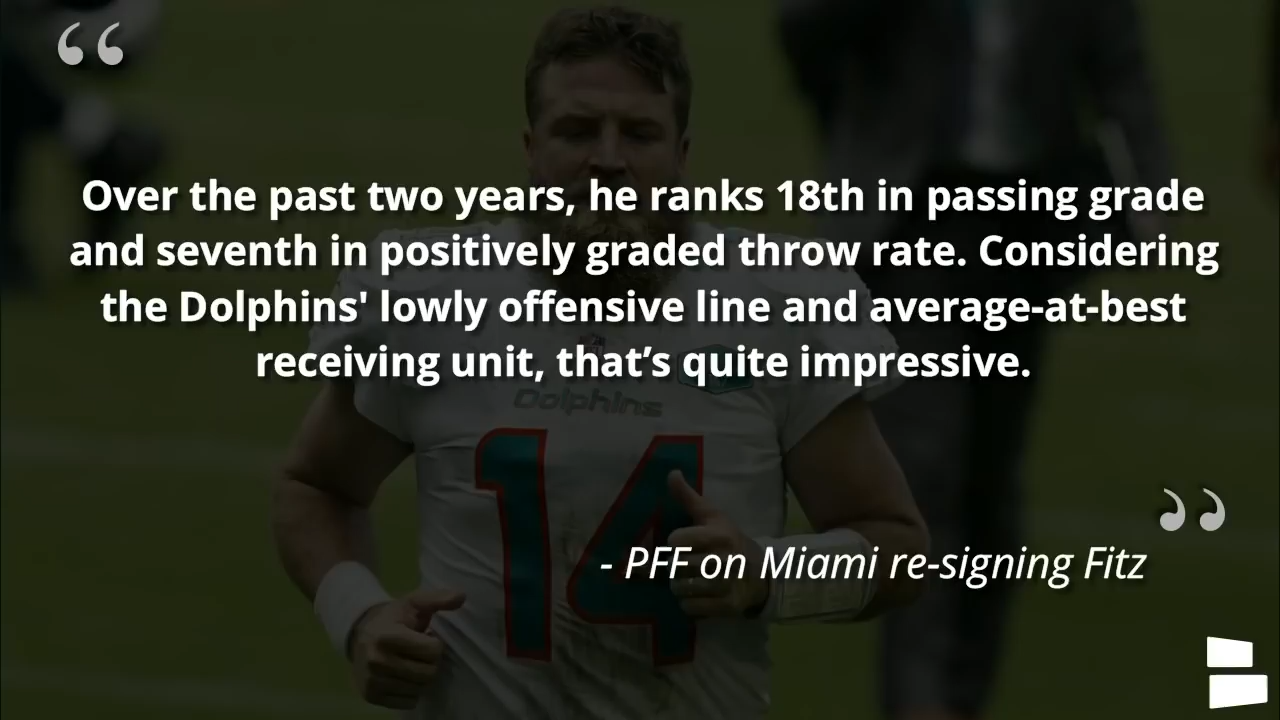 “
Over the past two years, he ranks 18th in passing grade
and seventh in positively graded throw rate. Considering
the Dolphins' lowly offensive line and average-at-best
receiving unit, that’s quite impressive.
”
- PFF on Miami re-signing Fitz
Dolphins
14